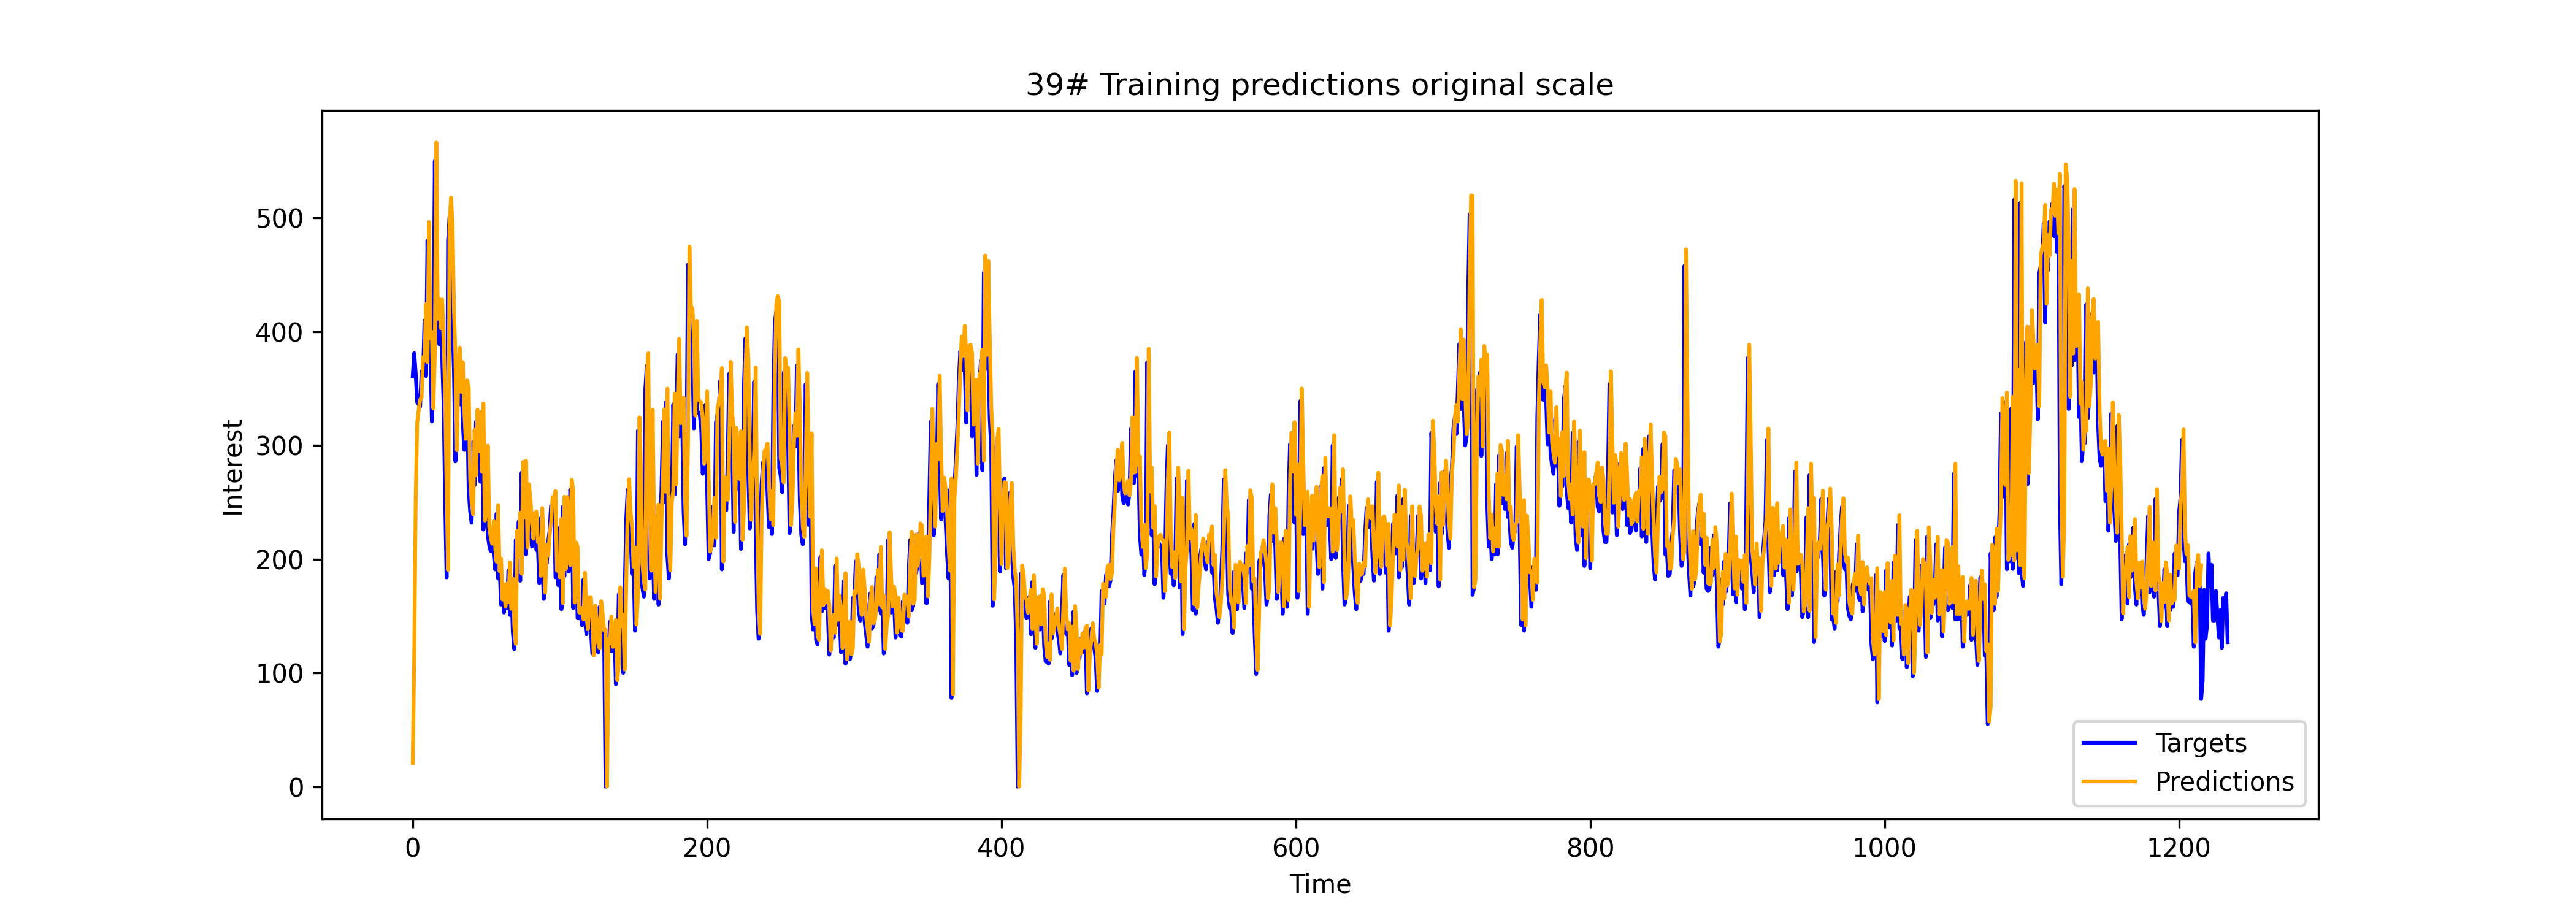 39# Training predictions original scale
Interest
500
400
300
200
100
0
0 200 400 600 800 1000 1200
Time
Targets
Predictions